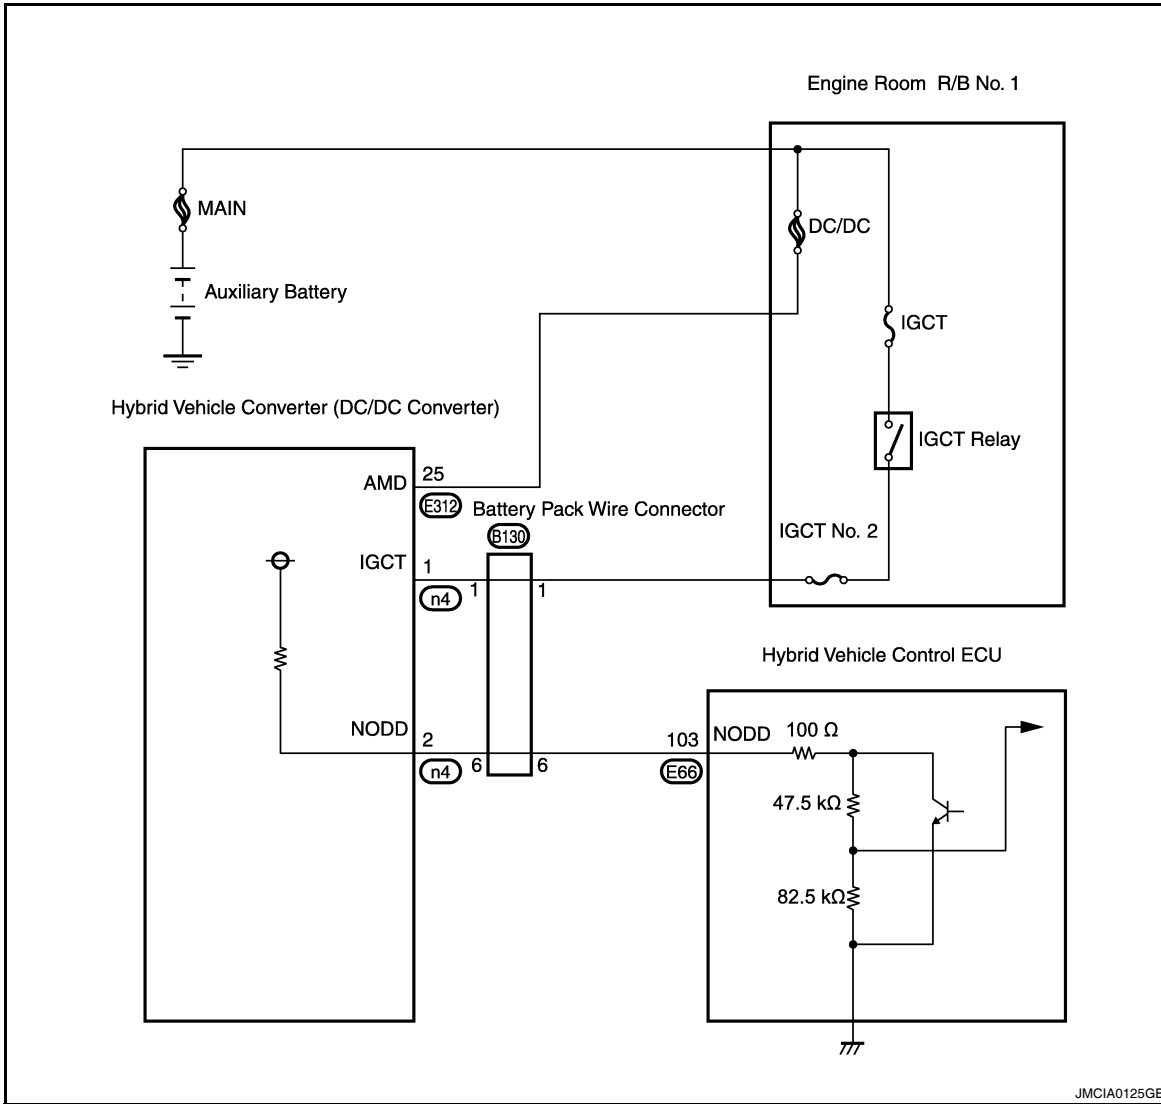 Engine Room R/B No. 1
MAIN
DC/DC
Auxiliary Battery
IGCT
Hybrid Vehicle Converter (DC/DC Converter)
IGCT Relay
AMD
25
E312
Battery Pack Wire Connector
B130
IGCT No. 2
IGCT
1
n4
1
1
Hybrid Vehicle Control ECU
NODD
2
n4
6
6
103
E66
NODD
100 Ω
47.5 kΩ
82.5 kΩ
JMCIA0125GB